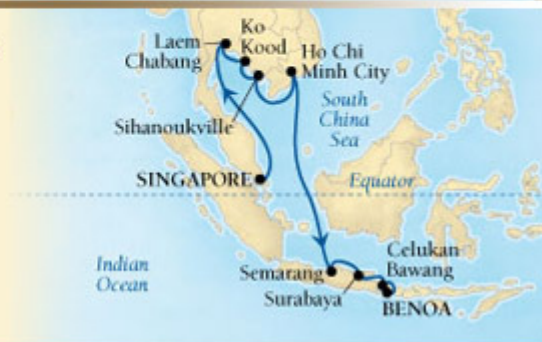 Ko
Kood
Laem
Chabang
Ho Chi
Minh City
South
China
Sea
Sihanoukville
SINGAPORE
Equator
Indian
Ocean
Celukan
Bawang
Semarang
Surabaya
BENOA